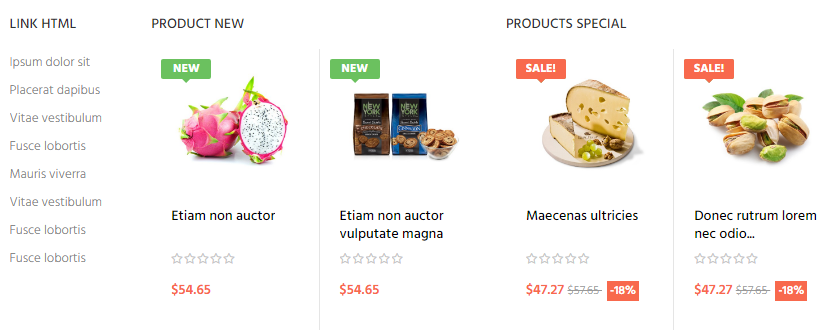 LINK HTML
Ipsum dolor sit
Placerat dapibus
Vitae vestibulum
Fusce lobortis
Mauris viverra
Vitae vestibulum
Fusce lobortis
Fusce lobortis
PRODUCT NEW
NEW
Etiam non auctor
$54.65
NEW
NEW
YORK
NEW
YORK
Etiam non auctor
vulputate magna
$54.65
PRODUCTS SPECIAL
SALE!
Maecenas ultricies
$47.27 $57.65 -18%
SALE!
Donec rutrum lorem
nec odio...
$47.27 $57.65 -18%